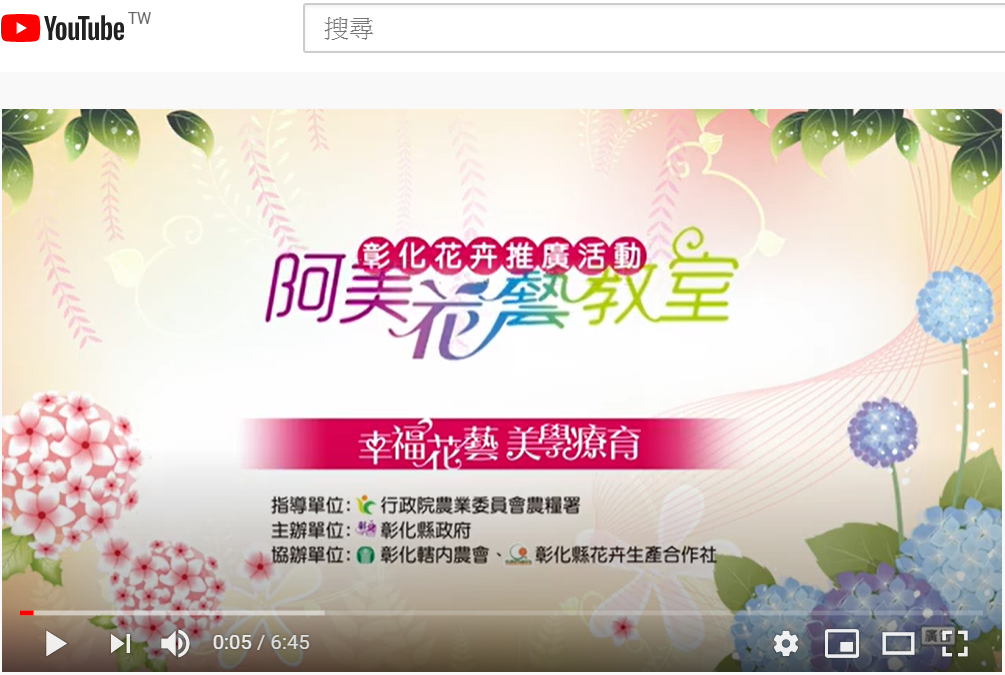 YouTube TW
搜尋
彰化花卉推廣活動
阿美花藝教室
幸福花藝 美學療育
指導單位：行政院農業委員會農糧署
主辦單位：彰化縣政府
協辦單位：彰化轄內農會、彰化縣花卉生產合作社
0:05 / 6:45